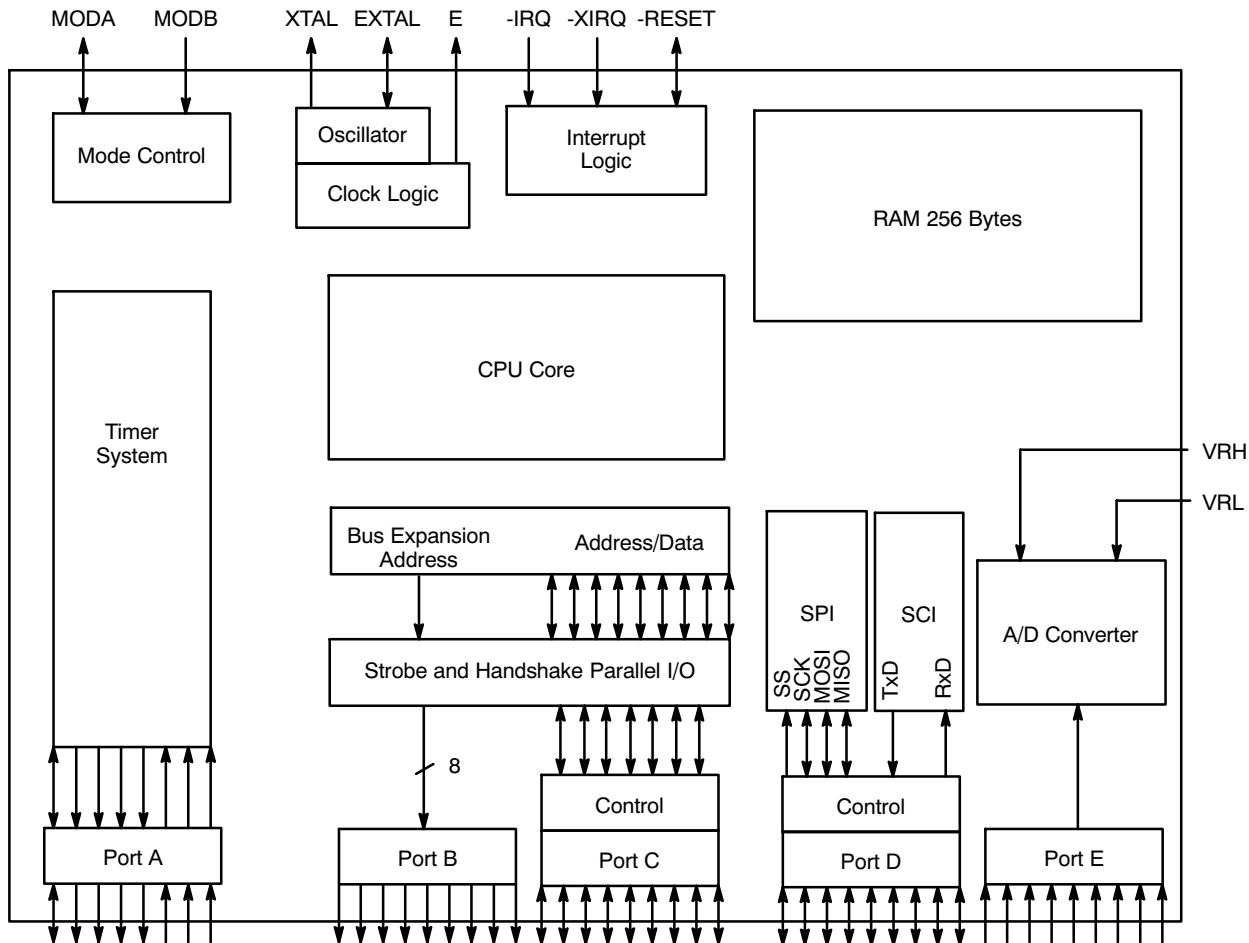 MODA MODB XTAL EXTAL E -IRQ -XIRQ -RESET
Mode Control
Oscillator
Clock Logic
Interrupt
Logic
RAM 256 Bytes
CPU Core
Timer
System
VRH
VRL
Bus Expansion
Address
Address/Data
SPI
SS
SCK
MOSI
MISO
SCI
TxD
RxD
A/D Converter
Strobe and Handshake Parallel I/O
8
Control
Control
Port A
Port B
Port C
Port D
Port E